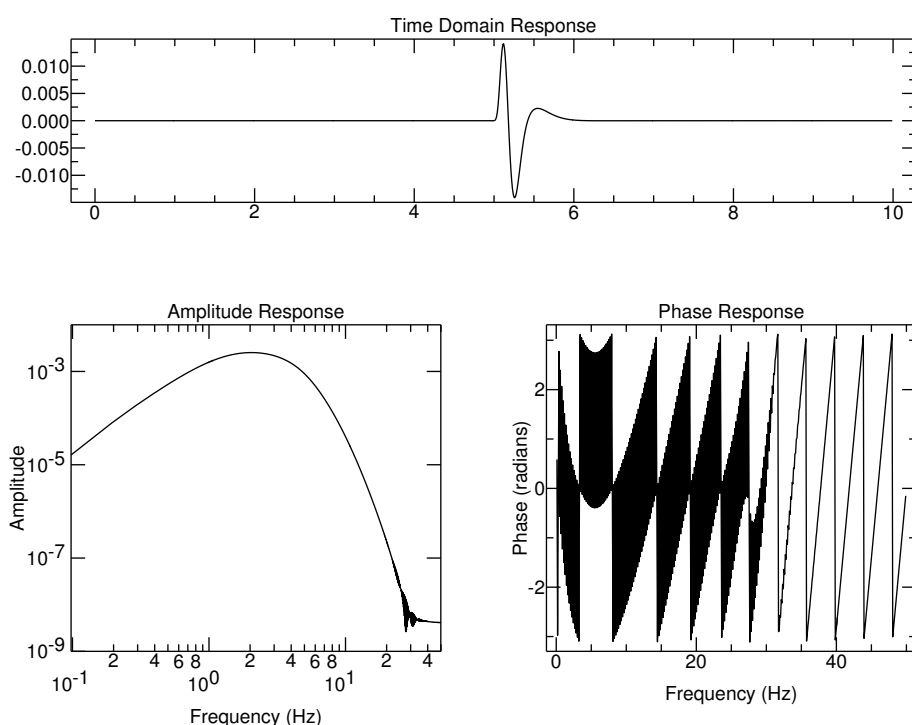 Time Domain Response
0.010
0.005
0.000
-0.005
-0.010
0 2 4 6 8 10
Amplitude Response
Amplitude
10-3
10-5
10-7
10-9
2 4 6 8 2 4 6 8 2 4
10-1 100 101
Frequency (Hz)
Phase Response
Phase (radians)
2
0
-2
0 20 40
Frequency (Hz)